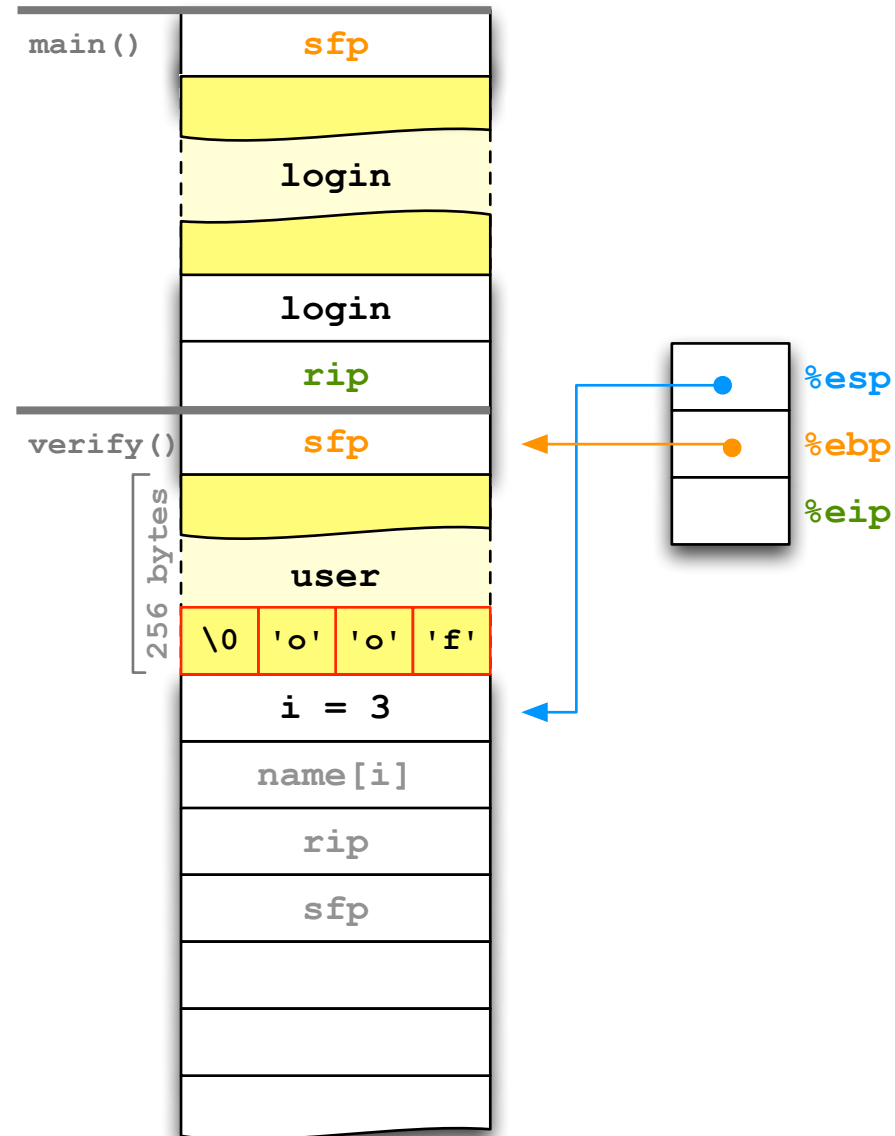 main()
sfp
login
login
rip
%esp
verify()
sfp
%ebp
%eip
256 bytes
user
\0 'o' 'o' 'f'
i = 3
name[i]
rip
sfp